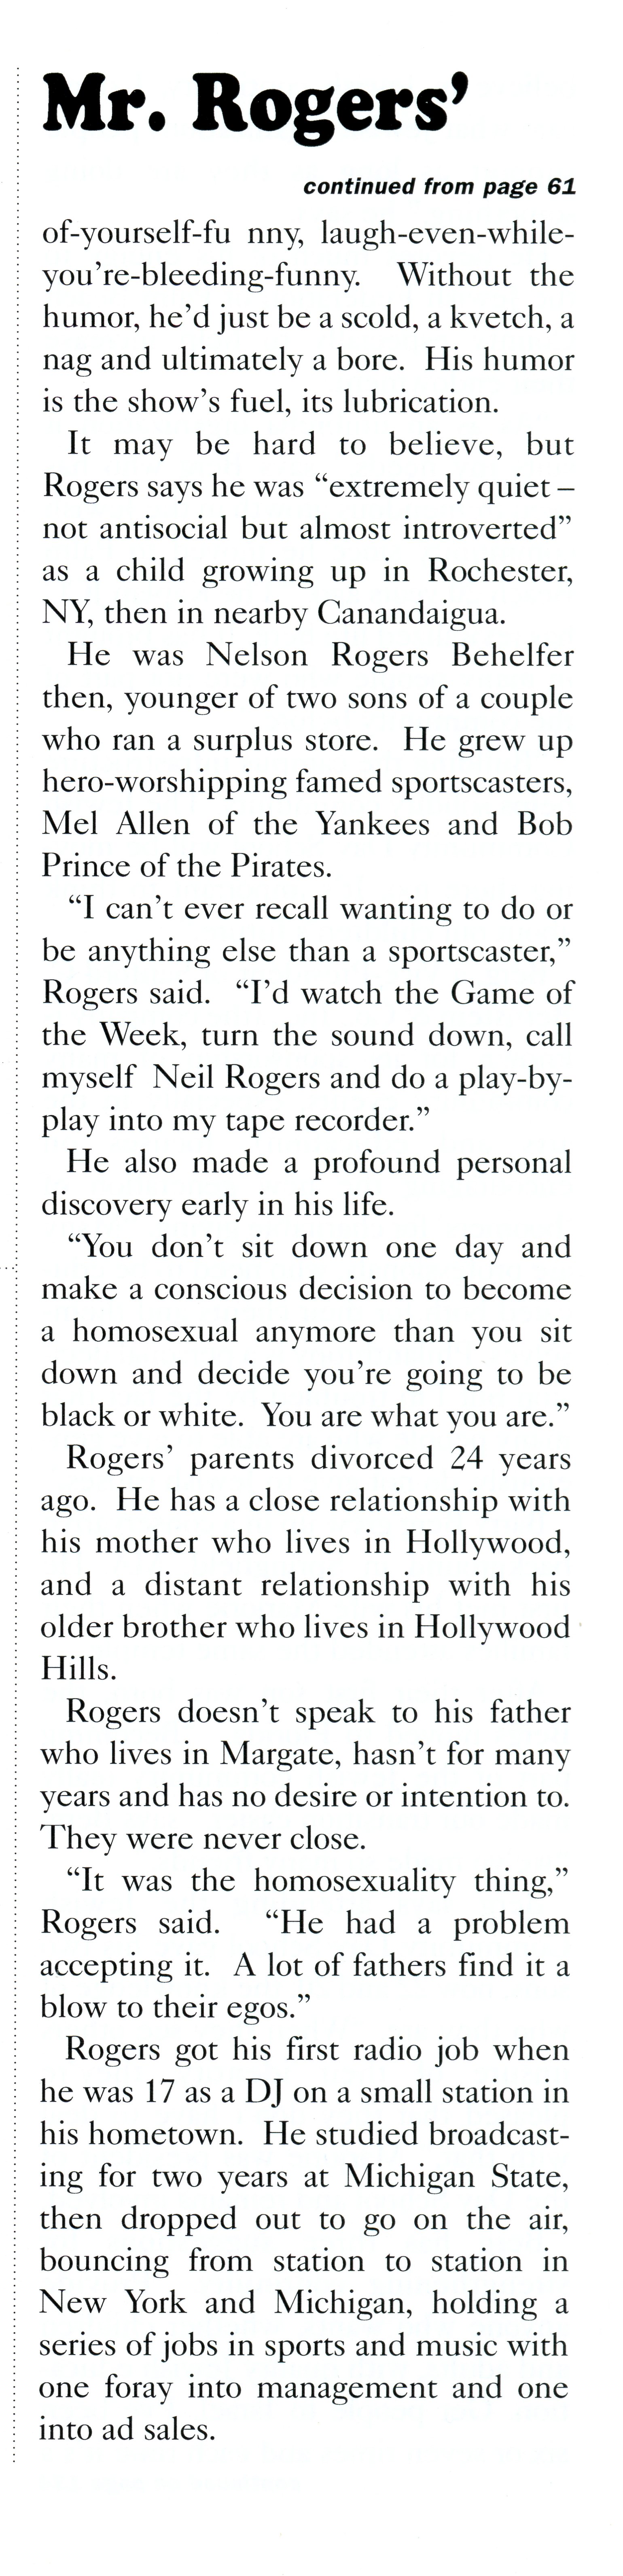 Mr. Rogers’
continued from page 61
of-yourself-fu nny, laugh-even-while-
you’re-bleeding-funny. Without the
humor, he’d just be a scold, a kvetch, a
nag and ultimately a bore. His humor
is the show’s fuel, its lubrication.
It may be hard to believe, but
Rogers says he was “extremely quiet –
not antisocial but almost introverted”
as a child growing up in Rochester,
NY, then in nearby Canandaigua.
He was Nelson Rogers Behelfer
then, younger of two sons of a couple
who ran a surplus store. He grew up
hero-worshipping famed sportscasters,
Mel Allen of the Yankees and Bob
Prince of the Pirates.
“I can’t ever recall wanting to do or
be anything else than a sportscaster,”
Rogers said. “I’d watch the Game of
the Week, turn the sound down, call
myself Neil Rogers and do a play-by-
play into my tape recorder.”
He also made a profound personal
discovery early in his life.
“You don’t sit down one day and
make a conscious decision to become
a homosexual anymore than you sit
down and decide you’re going to be
black or white. You are what you are.”
Rogers’ parents divorced 24 years
ago. He has a close relationship with
his mother who lives in Hollywood,
and a distant relationship with his
older brother who lives in Hollywood
Hills.
Rogers doesn’t speak to his father
who lives in Margate, hasn’t for many
years and has no desire or intention to.
They were never close.
“It was the homosexuality thing,”
Rogers said. “He had a problem
accepting it. A lot of fathers find it a
blow to their egos.”
Rogers got his first radio job when
he was 17 as a DJ on a small station in
his hometown. He studied broadcast-
ing for two years at Michigan State,
then dropped out to go on the air,
bouncing from station to station in
New York and Michigan, holding a
series of jobs in sports and music with
one foray into management and one
into ad sales.